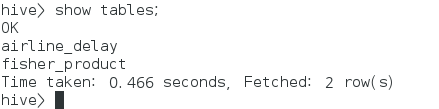 hive> show tables;
OK
airline_delay
fisher_product
Time taken: 0.466 seconds, Fetched: 2 row(s)
hive>